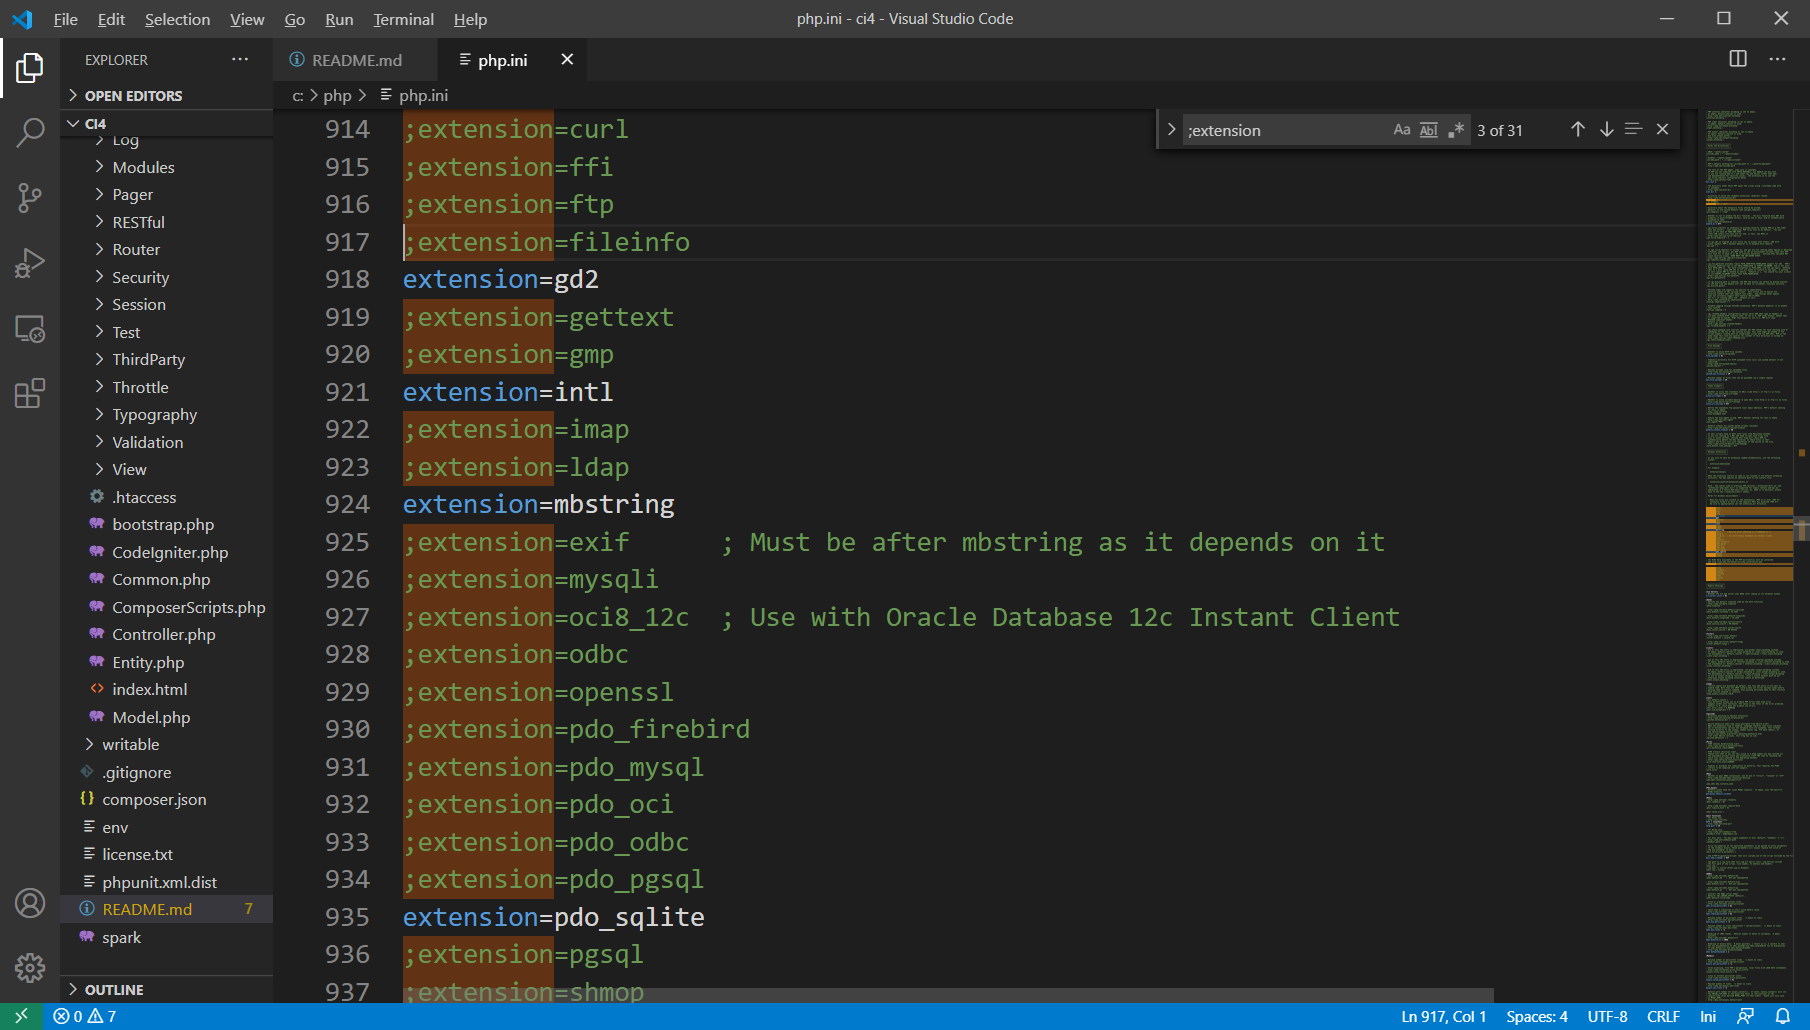 File Edit Selection View Go Run Terminal Help
php.ini - ci4 - Visual Studio Code
EXPLORER
OPEN EDITORS
CI4
Log
Modules
Pager
RESTful
Router
Security
Session
Test
ThirdParty
Throttle
Typography
Validation
View
.htaccess
bootstrap.php
CodeIgniter.php
Common.php
ComposerScripts.php
Controller.php
Entity.php
index.html
Model.php
writable
.gitignore
composer.json
env
license.txt
phpunit.xml.dist
README.md 7
spark
OUTLINE
README.md
php.ini
c: > php > php.ini
;extension Aa Abl .* 3 of 31
914 ;extension=curl
915 ;extension=ffi
916 ;extension=ftp
917 ;extension=fileinfo
918 extension=gd2
919 ;extension=gettext
920 ;extension=gmp
921 extension=intl
922 ;extension=imap
923 ;extension=ldap
924 extension=mbstring
925 ;extension=exif ; Must be after mbstring as it depends on it
926 ;extension=mysqli
927 ;extension=oci8_12c ; Use with Oracle Database 12c Instant Client
928 ;extension=odbc
929 ;extension=openssl
930 ;extension=pdo_firebird
931 ;extension=pdo_mysql
932 ;extension=pdo_oci
933 ;extension=pdo_odbc
934 ;extension=pdo_pgsql
935 extension=pdo_sqlite
936 ;extension=pgsql
937 ;extension=shmop
0 7
Ln 917, Col 1 Spaces: 4 UTF-8 CRLF Ini